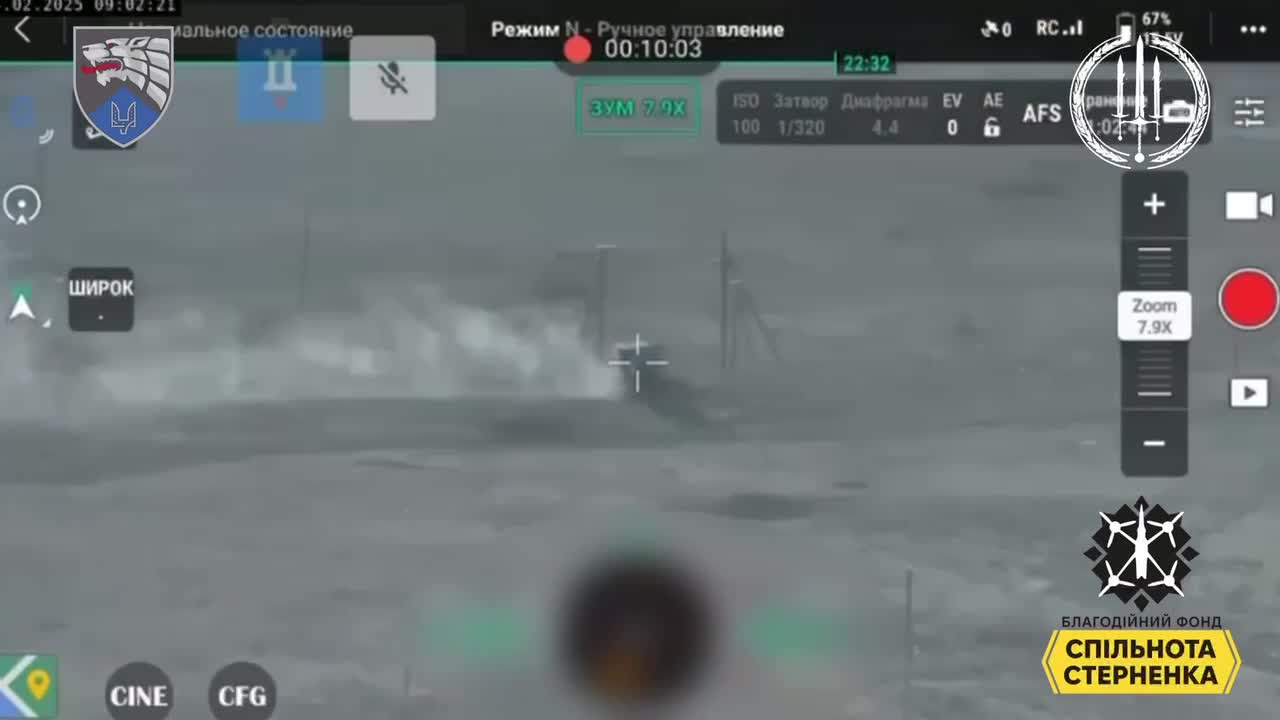 .02.2025 09:02:21
Нормальное состояние
Режим N - Ручное управление
0
RC
67%
00:10:03
22:32
ЗУМ 7.9X
ISO
100
Затвор
1/320
Диафрагма
4.4
EV
0
AE
AFS
ШИРОК
Zoom
7.9X
CINE
CFG
БЛАГОДІЙНИЙ ФОНД
СПІЛЬНОТА
СТЕРНЕНКА